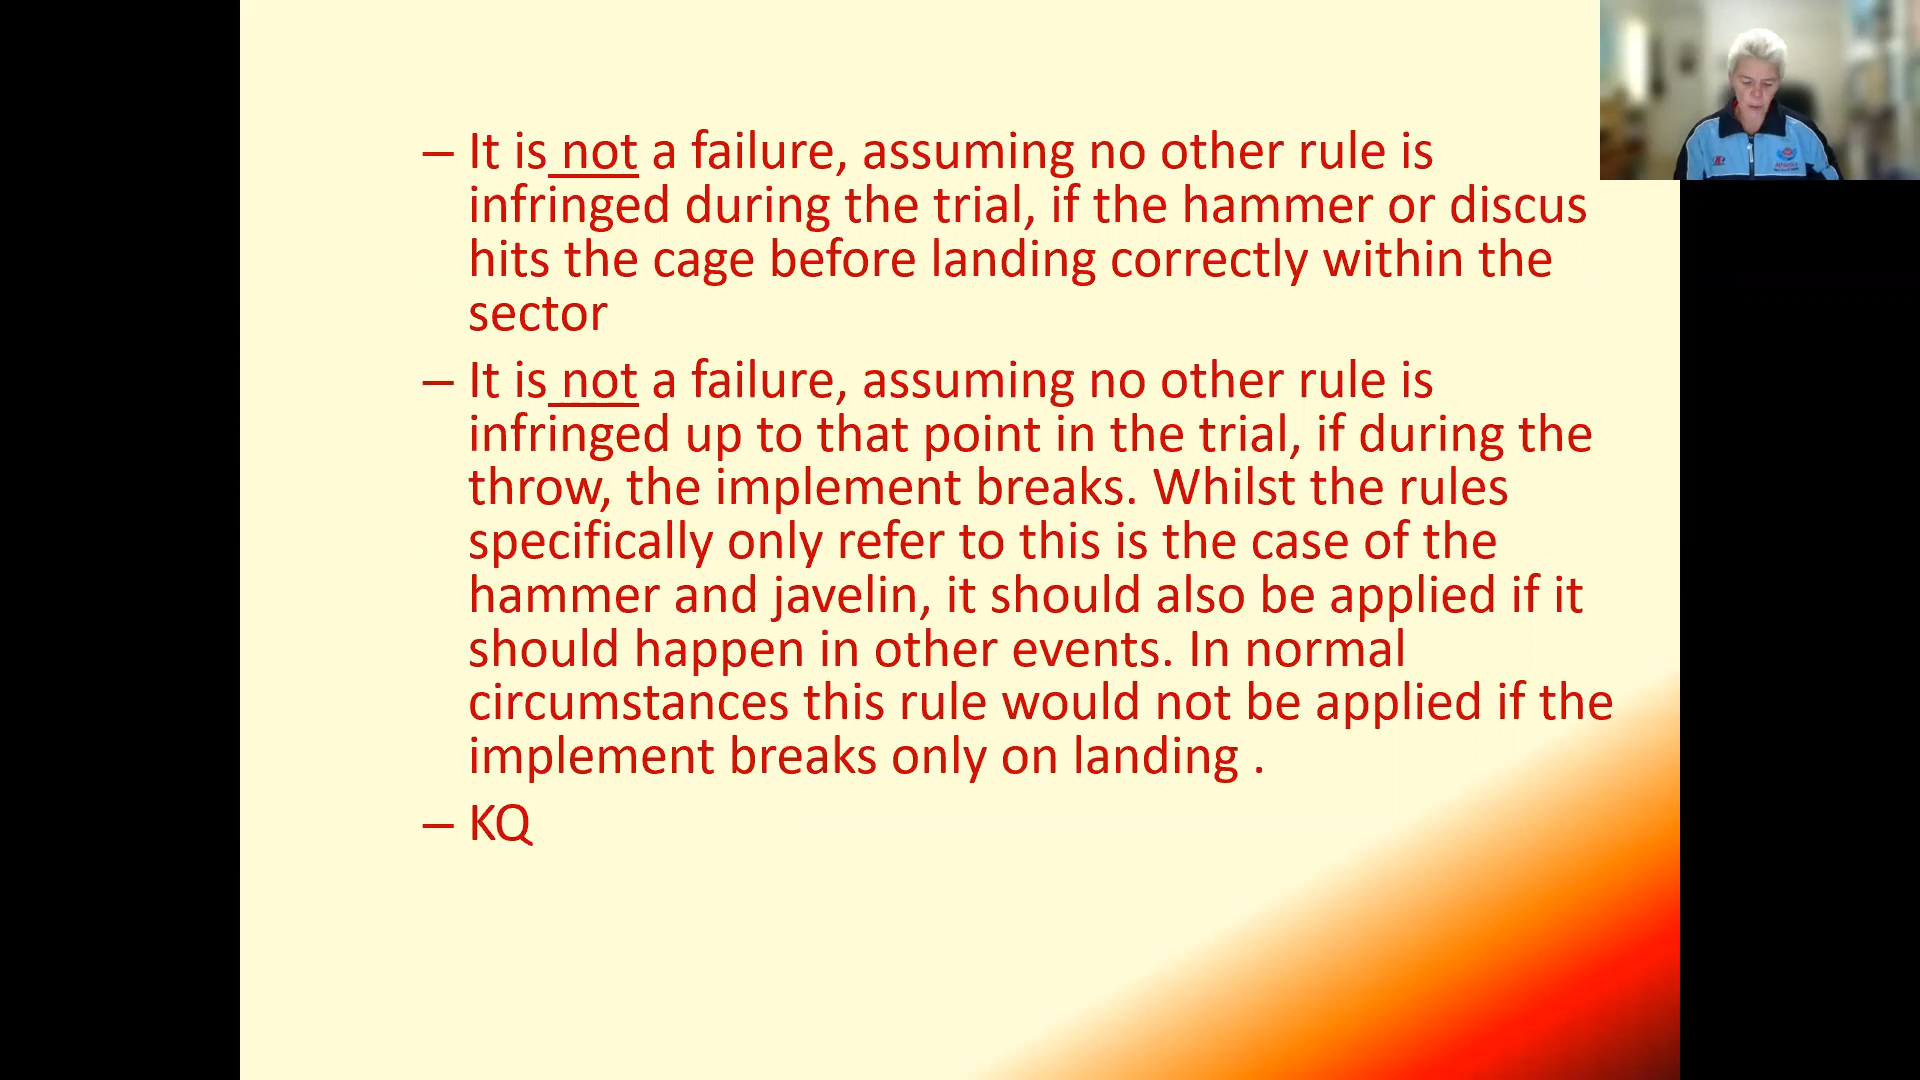 – It is not a failure, assuming no other rule is
infringed during the trial, if the hammer or discus
hits the cage before landing correctly within the
sector
– It is not a failure, assuming no other rule is
infringed up to that point in the trial, if during the
throw, the implement breaks. Whilst the rules
specifically only refer to this is the case of the
hammer and javelin, it should also be applied if it
should happen in other events. In normal
circumstances this rule would not be applied if the
implement breaks only on landing .
– KQ